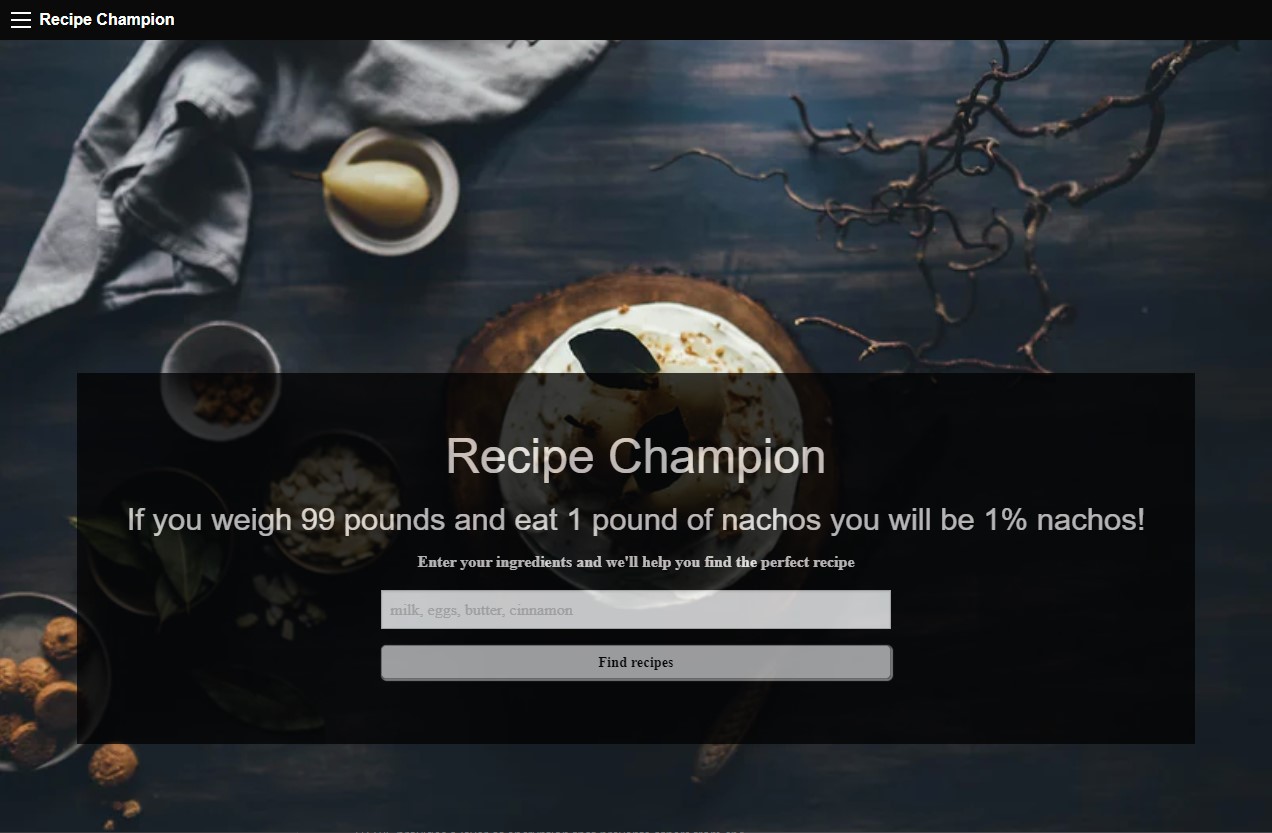 Recipe Champion
Recipe Champion
If you weigh 99 pounds and eat 1 pound of nachos you will be 1% nachos!
Enter your ingredients and we'll help you find the perfect recipe
milk, eggs, butter, cinnamon
Find recipes